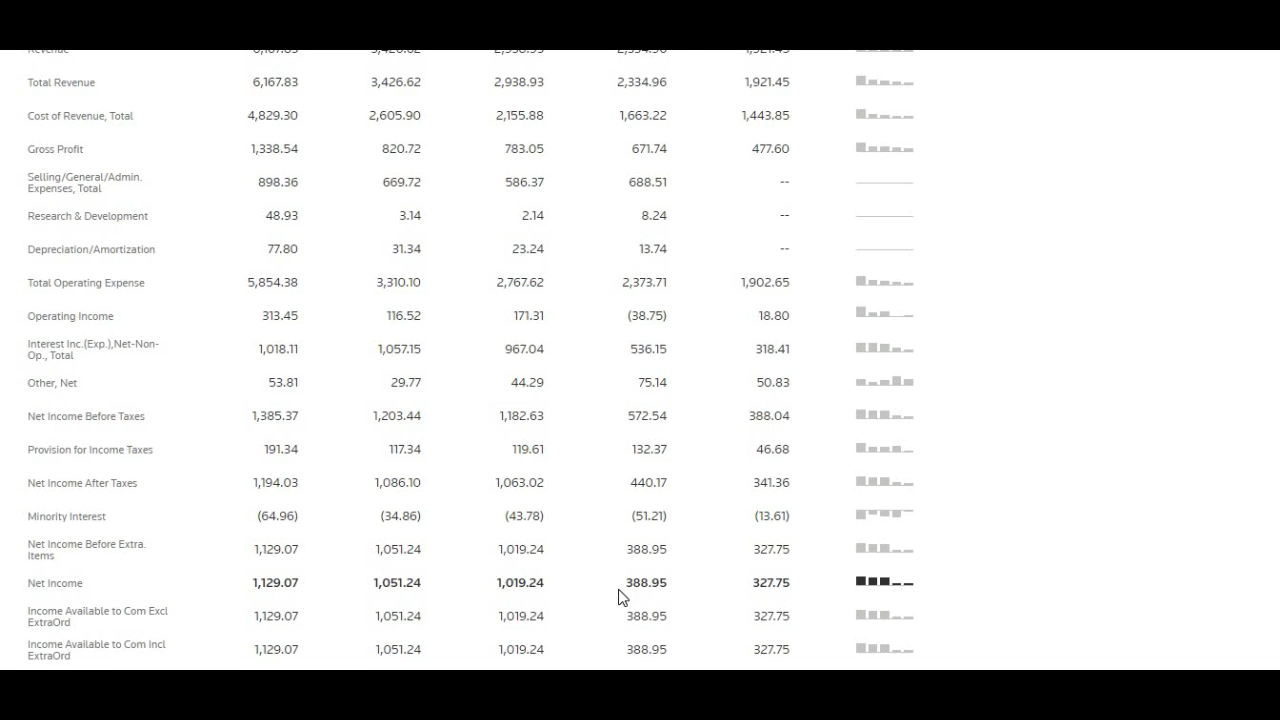 Total Revenue 6,167.83 3,426.62 2,938.93 2,334.96 1,921.45
Cost of Revenue, Total 4,829.30 2,605.90 2,155.88 1,663.22 1,443.85
Gross Profit 1,338.54 820.72 783.05 671.74 477.60
Selling/General/Admin.
Expenses, Total 898.36 669.72 586.37 688.51 --
Research & Development 48.93 3.14 2.14 8.24 --
Depreciation/Amortization 77.80 31.34 23.24 13.74 --
Total Operating Expense 5,854.38 3,310.10 2,767.62 2,373.71 1,902.65
Operating Income 313.45 116.52 171.31 (38.75) 18.80
Interest Inc.(Exp.),Net-Non-
Op., Total 1,018.11 1,057.15 967.04 536.15 318.41
Other, Net 53.81 29.77 44.29 75.14 50.83
Net Income Before Taxes 1,385.37 1,203.44 1,182.63 572.54 388.04
Provision for Income Taxes 191.34 117.34 119.61 132.37 46.68
Net Income After Taxes 1,194.03 1,086.10 1,063.02 440.17 341.36
Minority Interest (64.96) (34.86) (43.78) (51.21) (13.61)
Net Income Before Extra.
Items 1,129.07 1,051.24 1,019.24 388.95 327.75
Net Income 1,129.07 1,051.24 1,019.24 388.95 327.75
Income Available to Com Excl
ExtraOrd 1,129.07 1,051.24 1,019.24 388.95 327.75
Income Available to Com Incl
ExtraOrd 1,129.07 1,051.24 1,019.24 388.95 327.75